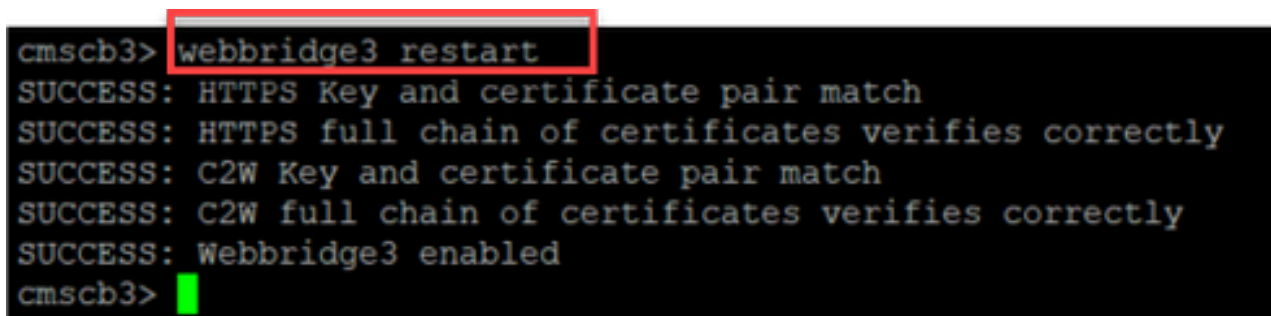 cmscb3> webbridge3 restart
SUCCESS: HTTPS Key and certificate pair match
SUCCESS: HTTPS full chain of certificates verifies correctly
SUCCESS: C2W Key and certificate pair match
SUCCESS: C2W full chain of certificates verifies correctly
SUCCESS: Webbridge3 enabled
cmscb3>